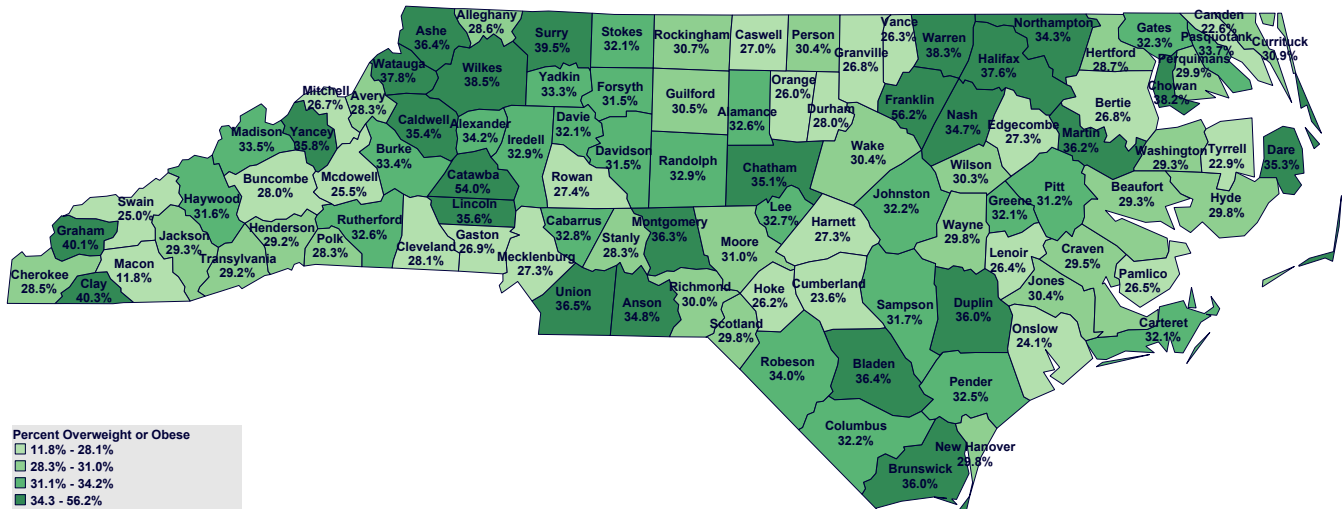 Alleghany
28.6%
Ashe
36.4%
Surry
39.5%
Stokes
32.1%
Rockingham
30.7%
Caswell
27.0%
Person
30.4%
Vance
26.3%
Granville
26.8%
Warren
38.3%
Northampton
34.3%
Halifax
37.6%
Hertford
28.7%
Gates
32.3%
Camden
22.6%
Pasquotank
33.7%
Currituck
30.9%
Perquimans
29.9%
Chowan
38.2%
Watauga
37.8%
Wilkes
38.5%
Yadkin
33.3%
Forsyth
31.5%
Guilford
30.5%
Alamance
32.6%
Orange
26.0%
Durham
28.0%
Franklin
56.2%
Nash
34.7%
Edgecombe
27.3%
Bertie
26.8%
Martin
36.2%
Washington
29.3%
Tyrrell
22.9%
Dare
35.3%
Mitchell
26.7%
Avery
28.3%
Caldwell
35.4%
Alexander
34.2%
Iredell
32.9%
Davie
32.1%
Davidson
31.5%
Randolph
32.9%
Chatham
35.1%
Wake
30.4%
Wilson
30.3%
Pitt
31.2%
Beaufort
29.3%
Hyde
29.8%
Madison
33.5%
Yancey
35.8%
Burke
33.4%
Catawba
54.0%
Rowan
27.4%
Lee
32.7%
Johnston
32.2%
Greene
32.1%
Swain
25.0%
Haywood
31.6%
Buncombe
28.0%
Mcdowell
25.5%
Rutherford
32.6%
Lincoln
35.6%
Cabarrus
32.8%
Stanly
28.3%
Montgomery
36.3%
Moore
31.0%
Harnett
27.3%
Wayne
29.8%
Lenoir
26.4%
Craven
29.5%
Pamlico
26.5%
Graham
40.1%
Jackson
29.3%
Henderson
29.2%
Polk
28.3%
Cleveland
28.1%
Gaston
26.9%
Mecklenburg
27.3%
Cherokee
28.5%
Clay
40.3%
Macon
11.8%
Transylvania
29.2%
Union
36.5%
Anson
34.8%
Richmond
30.0%
Hoke
26.2%
Cumberland
23.6%
Sampson
31.7%
Duplin
36.0%
Jones
30.4%
Onslow
24.1%
Carteret
32.1%
Scotland
29.8%
Robeson
34.0%
Bladen
36.4%
Pender
32.5%
Columbus
32.2%
New Hanover
29.8%
Brunswick
36.0%
Percent Overweight or Obese
11.8% - 28.1%
28.3% - 31.0%
31.1% - 34.2%
34.3 - 56.2%